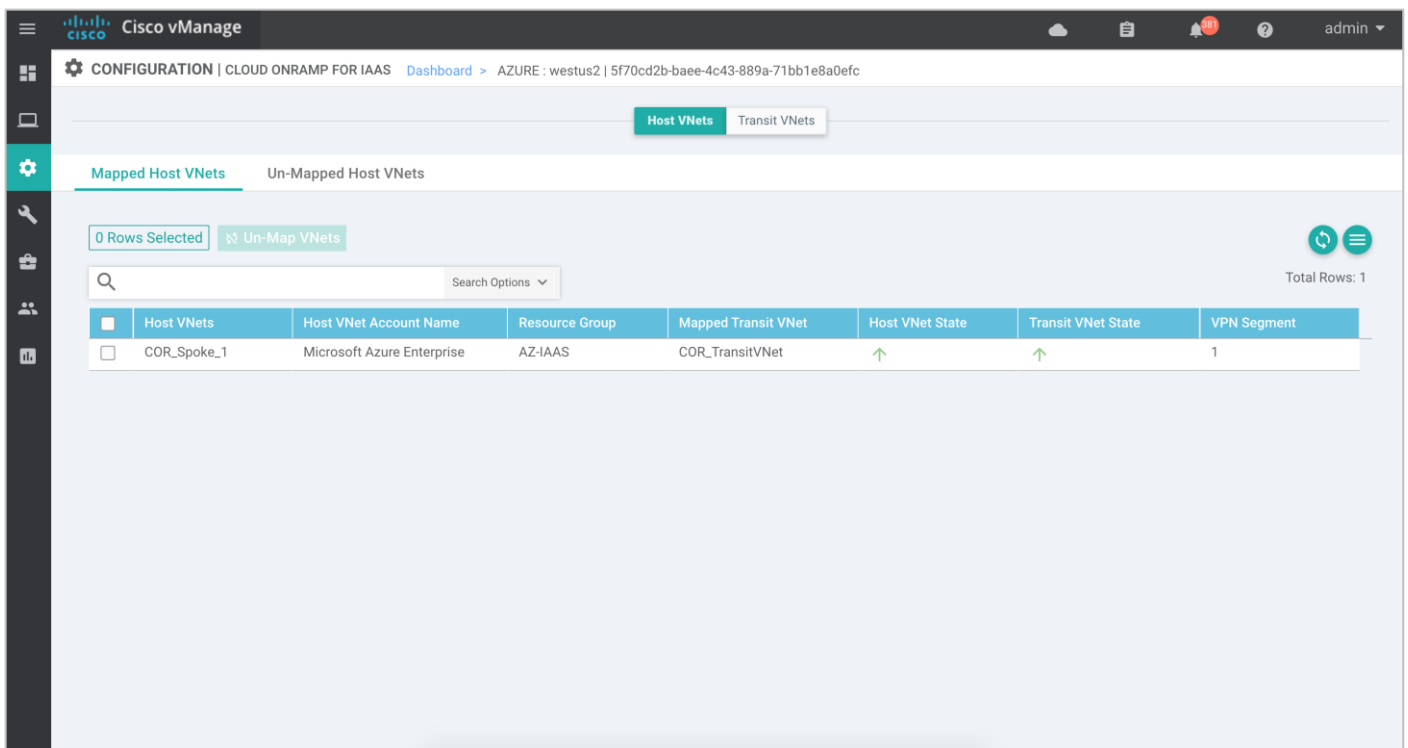 cisco Cisco vManage 381 admin
CONFIGURATION | CLOUD ONRAMP FOR IAAS Dashboard > AZURE : westus2 | 5f70cd2b-baee-4c43-889a-71bb1e8a0efc
Host VNets Transit VNets
Mapped Host VNets Un-Mapped Host VNets
0 Rows Selected Un-Map VNets
Search Options Total Rows: 1
Host VNets Host VNet Account Name Resource Group Mapped Transit VNet Host VNet State Transit VNet State VPN Segment
COR_Spoke_1 Microsoft Azure Enterprise AZ-IAAS COR_TransitVNet 1